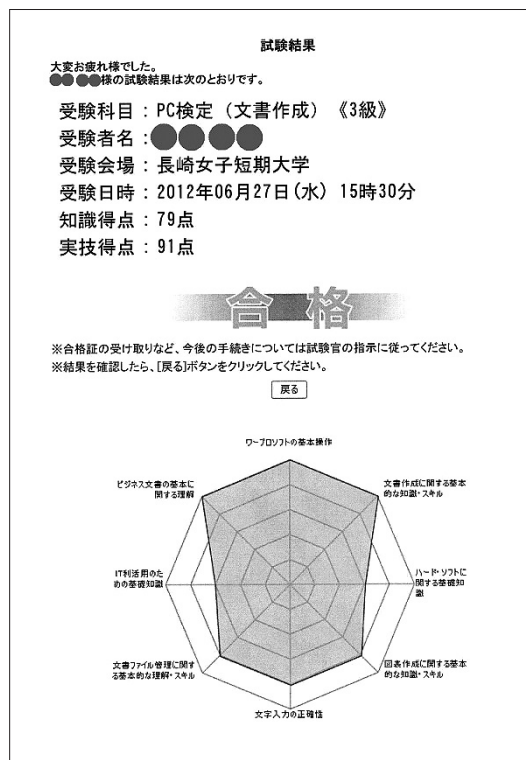 試験結果
大変お疲れ様でした。
●● ●●様の試験結果は次のとおりです。
受験科目：PC検定（文書作成）《3級》
受験者名：●●●●
受験会場：長崎女子短期大学
受験日時：2012年06月27日(水) 15時30分
知識得点：79点
実技得点：91点
合格
※合格証の受け取りなど、今後の手続きについては試験官の指示に従ってください。
※結果を確認したら、[戻る]ボタンをクリックしてください。
戻る
ワープロソフトの基本操作
文書作成に関する基本
的な知識・スキル
ハード・ソフトに
関する基礎知
識
図表作成に関する基本
的な知識・スキル
文字入力の正確性
文書ファイル管理に関す
る基本的な理解・スキル
IT利活用のた
めの基礎知識
ビジネス文書の基本に
関する理解